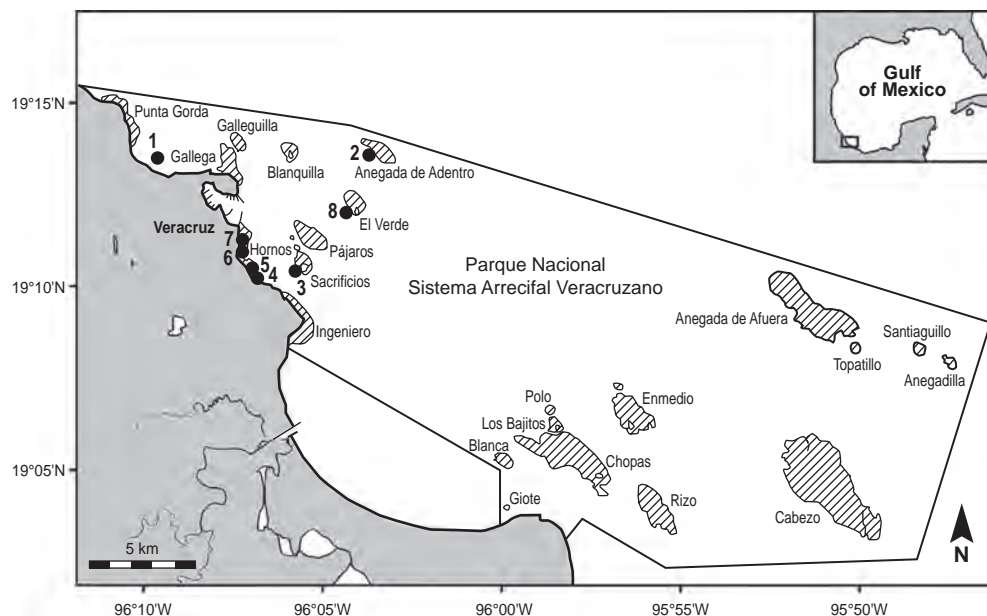 Gulf
of Mexico
19°15'N
19°10'N
19°05'N
Punta Gorda
1
Gallega
Galleguilla
Blanquilla
2
Anegada de Adentro
8
El Verde
Veracruz
7
Hornos
6
5
4
3
Pájaros
Sacrificios
Ingeniero
Parque Nacional
Sistema Arrecifal Veracruzano
Anegada de Afuera
Topatillo
Santiaguillo
Anegadilla
Polo
Los Bajitos
Blanca
Enmedio
Chopas
Giote
Rizo
Cabezo
5 km
N
96°10'W
96°05'W
96°00'W
95°55'W
95°50'W